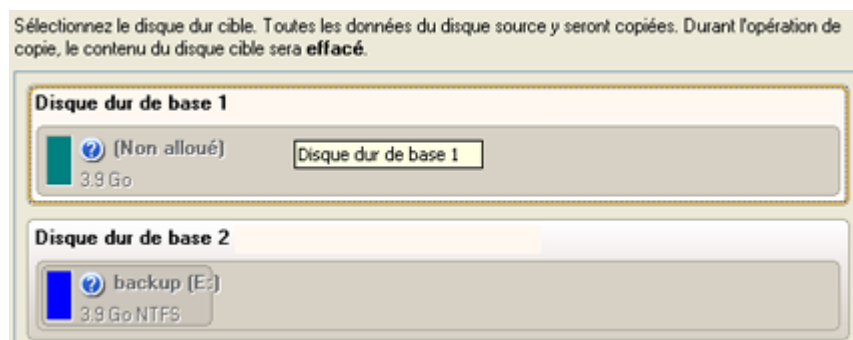 Sélectionnez le disque dur cible. Toutes les données du disque source y seront copiées. Durant l'opération de
copie, le contenu du disque cible sera effacé.
Disque dur de base 1
(Non alloué)
Disque dur de base 1
3.9 Go
Disque dur de base 2
backup (E:)
3.9 Go NTFS